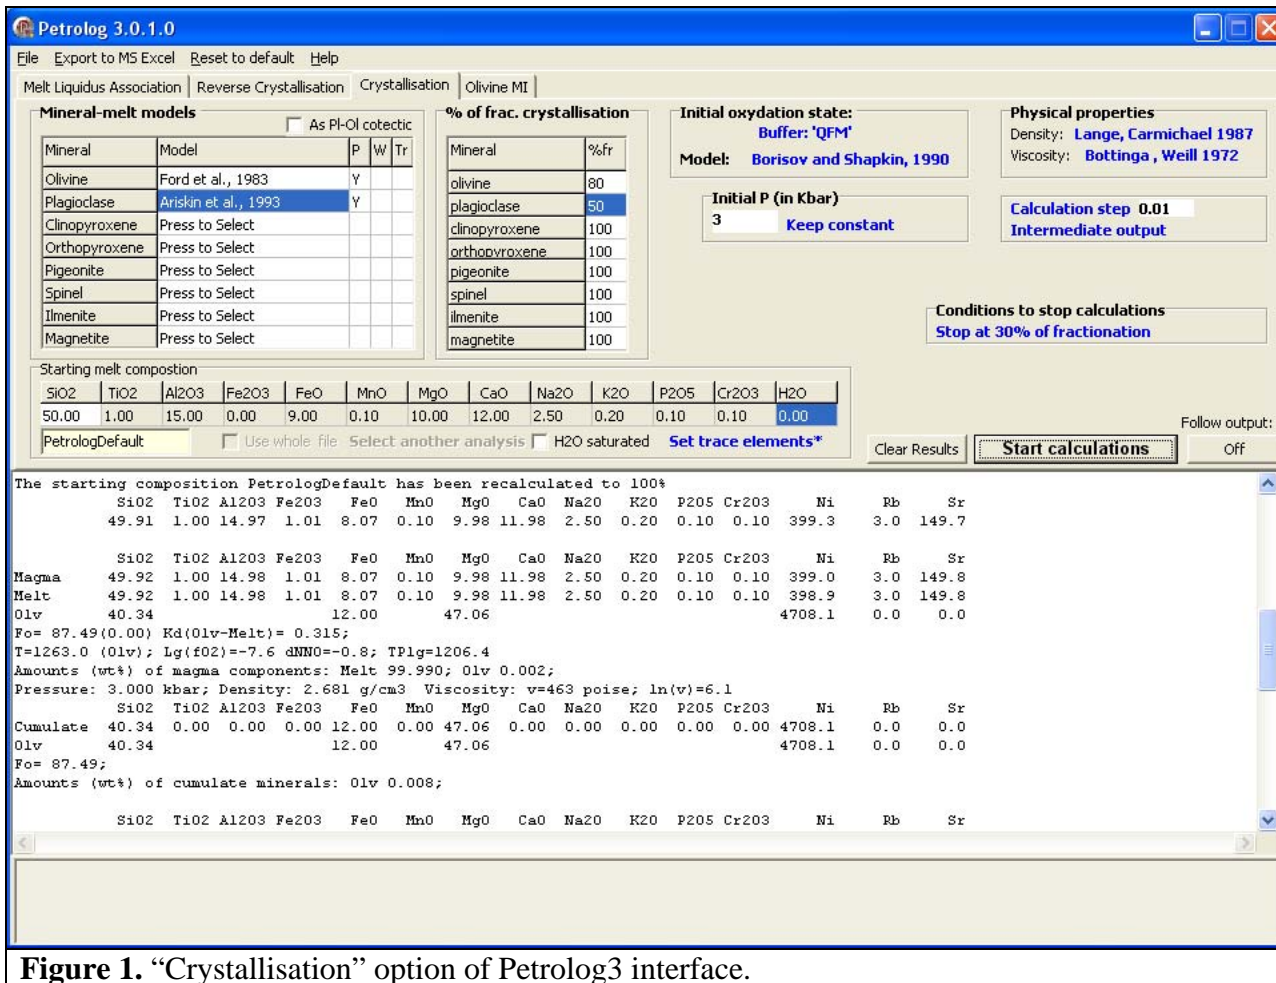 Petrolog 3.0.1.0
File Export to MS Excel Reset to default Help
Melt Liquidus Association Reverse Crystallisation Crystallisation Olivine MI
Mineral-melt models
As Pl-Ol cotectic
Mineral Model P W Tr
Olivine Ford et al., 1983 Y
Plagioclase Ariskin et al., 1993 Y
Clinopyroxene Press to Select
Orthopyroxene Press to Select
Pigeonite Press to Select
Spinel Press to Select
Ilmenite Press to Select
Magnetite Press to Select
% of frac. crystallisation
Mineral %fr
olivine 80
plagioclase 50
clinopyroxene 100
orthopyroxene 100
pigeonite 100
spinel 100
ilmenite 100
magnetite 100
Initial oxydation state:
Buffer: 'QFM'
Model: Borisov and Shapkin, 1990
Initial P (in Kbar)
3 Keep constant
Physical properties
Density: Lange, Carmichael 1987
Viscosity: Bottinga , Weill 1972
Calculation step 0.01
Intermediate output
Conditions to stop calculations
Stop at 30% of fractionation
Starting melt compostion
SiO2 TiO2 Al2O3 Fe2O3 FeO MnO MgO CaO Na2O K2O P2O5 Cr2O3 H2O
50.00 1.00 15.00 0.00 9.00 0.10 10.00 12.00 2.50 0.20 0.10 0.10 0.00
PetrologDefault Use whole file Select another analysis H2O saturated Set trace elements*
Clear Results Start calculations
Follow output:
Off
The starting composition PetrologDefault has been recalculated to 100%
SiO2 TiO2 Al2O3 Fe2O3 FeO MnO MgO CaO Na2O K2O P2O5 Cr2O3 Ni Rb Sr
49.91 1.00 14.97 1.01 8.07 0.10 9.98 11.98 2.50 0.20 0.10 0.10 399.3 3.0 149.7
SiO2 TiO2 Al2O3 Fe2O3 FeO MnO MgO CaO Na2O K2O P2O5 Cr2O3 Ni Rb Sr
Magma 49.92 1.00 14.98 1.01 8.07 0.10 9.98 11.98 2.50 0.20 0.10 0.10 399.0 3.0 149.8
Melt 49.92 1.00 14.98 1.01 8.07 0.10 9.98 11.98 2.50 0.20 0.10 0.10 398.9 3.0 149.8
Olv 40.34 12.00 47.06 4708.1 0.0 0.0
Fo= 87.49(0.00) Kd(Olv-Melt)= 0.315;
T=1263.0 (Olv); Lg(fO2)=-7.6 dNNO=-0.8; TPlg=1206.4
Amounts (wt%) of magma components: Melt 99.990; Olv 0.002;
Pressure: 3.000 kbar; Density: 2.681 g/cm3 Viscosity: v=463 poise; ln(v)=6.1
SiO2 TiO2 Al2O3 Fe2O3 FeO MnO MgO CaO Na2O K2O P2O5 Cr2O3 Ni Rb Sr
Cumulate 40.34 0.00 0.00 0.00 12.00 0.00 47.06 0.00 0.00 0.00 0.00 0.00 4708.1 0.0 0.0
Olv 40.34 12.00 47.06 4708.1 0.0 0.0
Fo= 87.49;
Amounts (wt%) of cumulate minerals: Olv 0.008;
SiO2 TiO2 Al2O3 Fe2O3 FeO MnO MgO CaO Na2O K2O P2O5 Cr2O3 Ni Rb Sr
Figure 1. “Crystallisation” option of Petrolog3 interface.